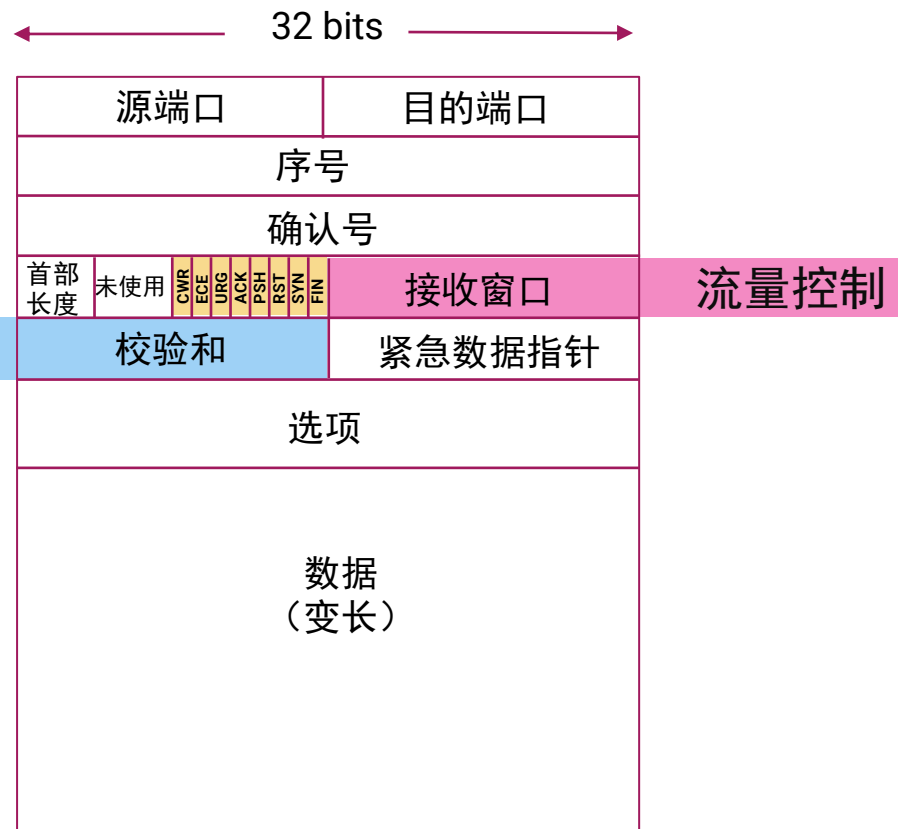 32 bits
源端口
目的端口
序号
确认号
首部
长度
未使用
CWR
ECE
URG
ACK
PSH
RST
SYN
FIN
接收窗口
流量控制
校验和
紧急数据指针
选项
数据
（变长）